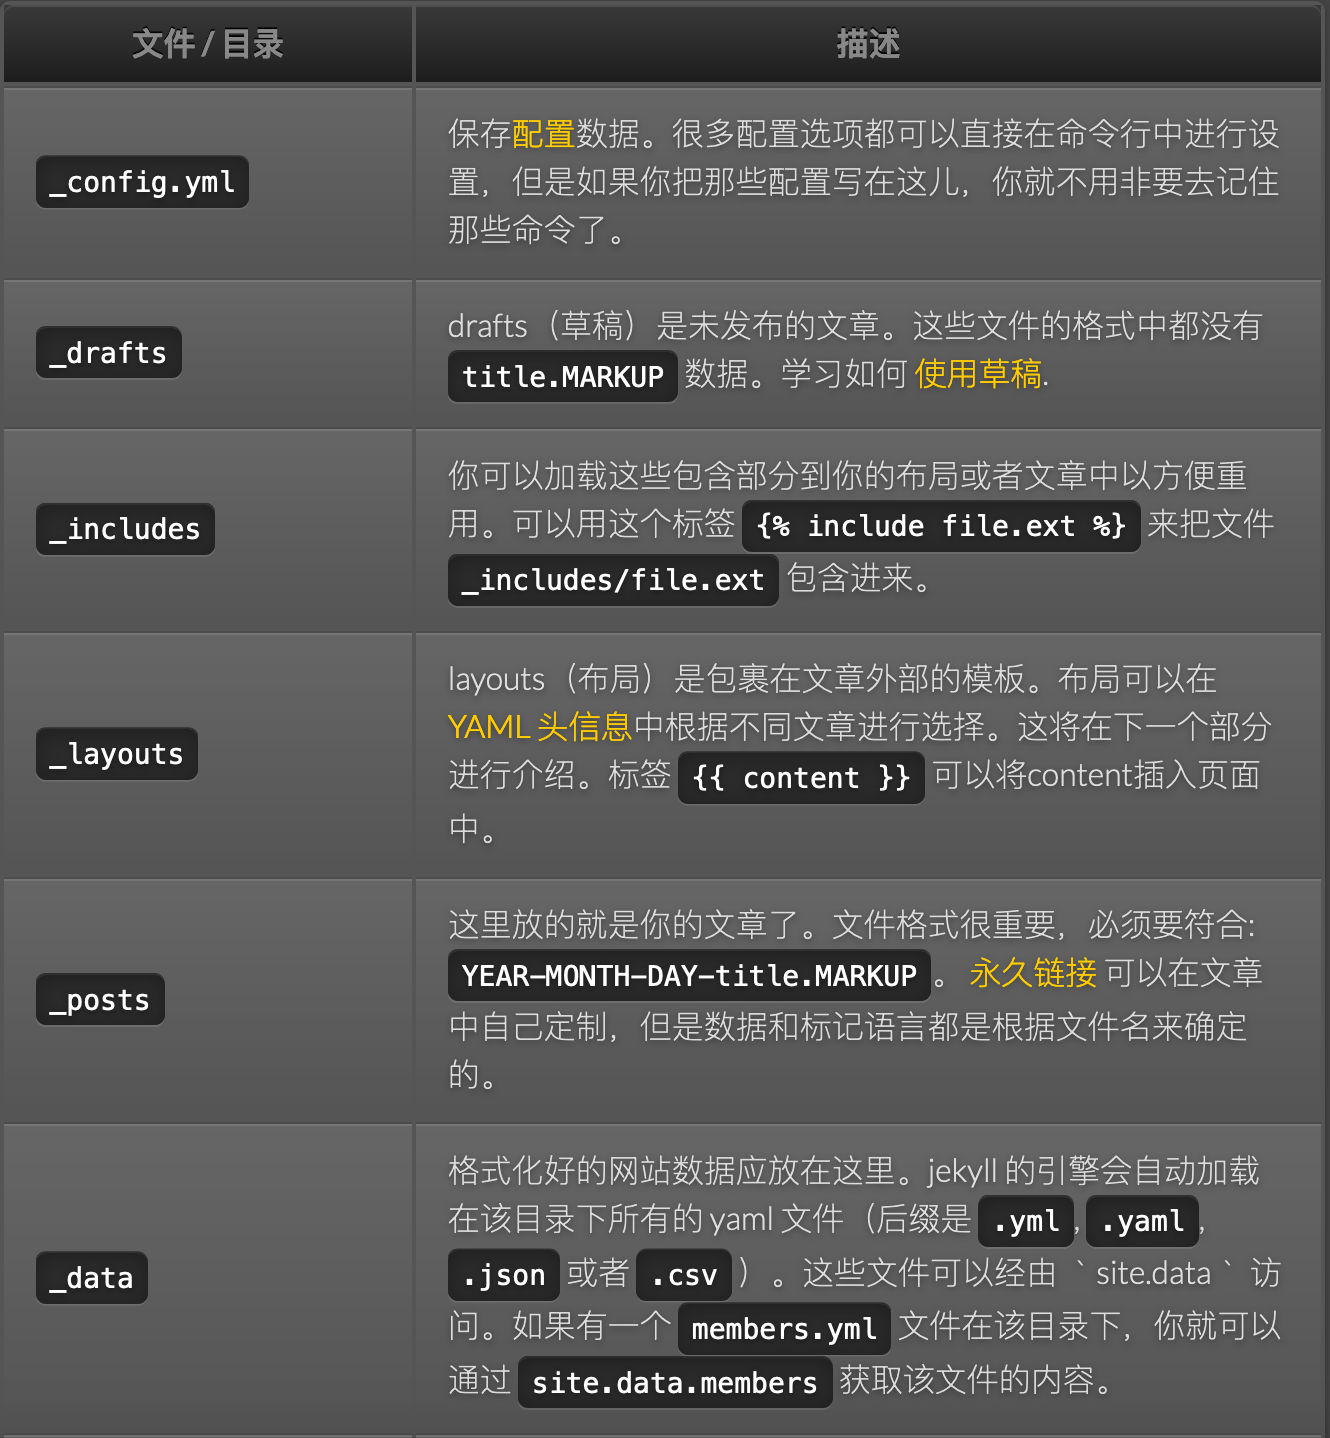 文件 / 目录
描述
_config.yml
保存配置数据。很多配置选项都可以直接在命令行中进行设
置，但是如果你把那些配置写在这儿，你就不用非要去记住
那些命令了。
_drafts
drafts（草稿）是未发布的文章。这些文件的格式中都没有
title.MARKUP 数据。学习如何 使用草稿.
_includes
你可以加载这些包含部分到你的布局或者文章中以方便重
用。可以用这个标签 {% include file.ext %} 来把文件
_includes/file.ext 包含进来。
_layouts
layouts（布局）是包裹在文章外部的模板。布局可以在
YAML 头信息中根据不同文章进行选择。这将在下一个部分
进行介绍。标签 {{ content }} 可以将content插入页面
中。
_posts
这里放的就是你的文章了。文件格式很重要，必须要符合:
YEAR-MONTH-DAY-title.MARKUP 。 永久链接 可以在文章
中自己定制，但是数据和标记语言都是根据文件名来确定
的。
_data
格式化好的网站数据应放在这里。jekyll 的引擎会自动加载
在该目录下所有的 yaml 文件（后缀是 .yml , .yaml ,
.json 或者 .csv ）。这些文件可以经由 ｀site.data｀ 访
问。如果有一个 members.yml 文件在该目录下，你就可以
通过 site.data.members 获取该文件的内容。